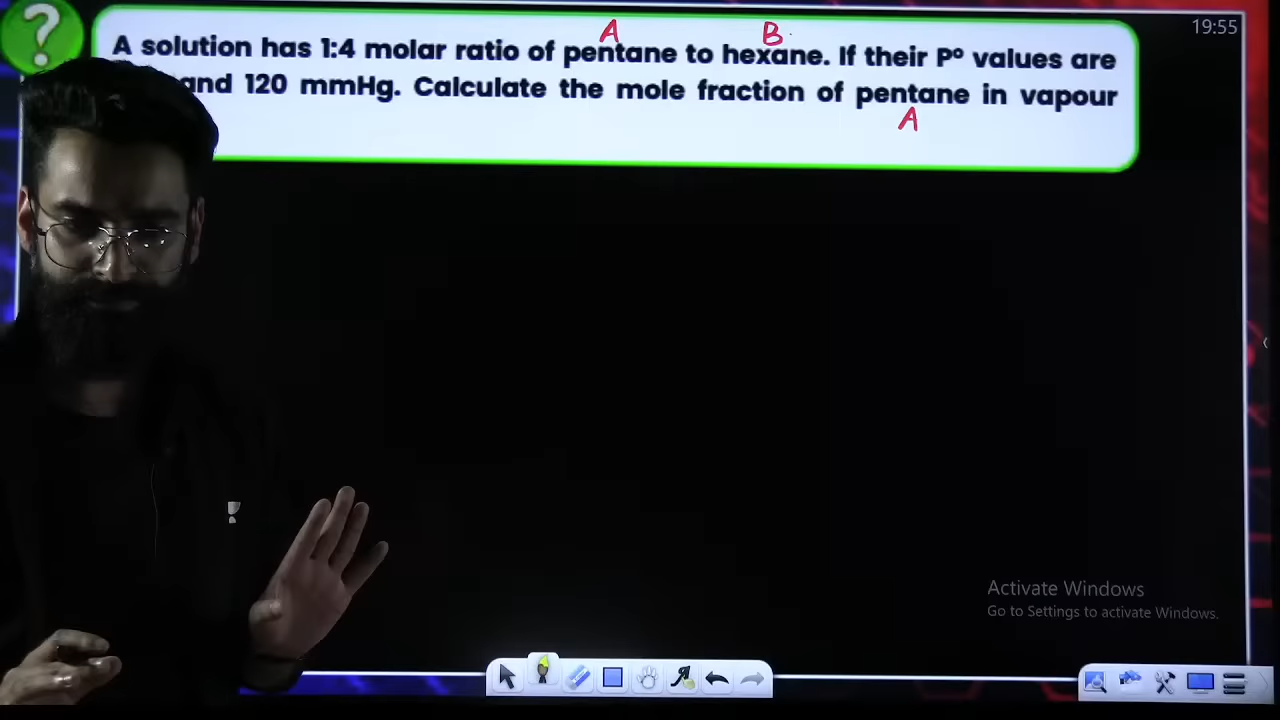 ?
19:55
A B
A solution has 1:4 molar ratio of pentane to hexane. If their Pº values are
and 120 mmHg. Calculate the mole fraction of pentane in vapour
A
Activate Windows
Go to Settings to activate Windows.